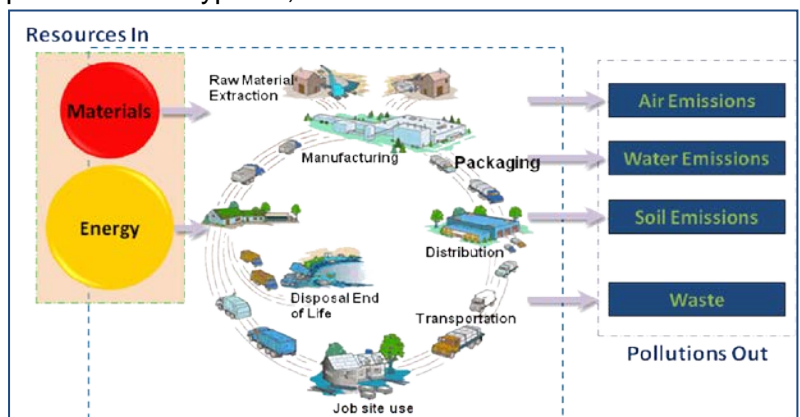 Resources In
Materials
Energy
Raw Material
Extraction
Manufacturing
Packaging
Distribution
Disposal End
of Life
Transportation
Job site use
Air Emissions
Water Emissions
Soil Emissions
Waste
Pollutions Out